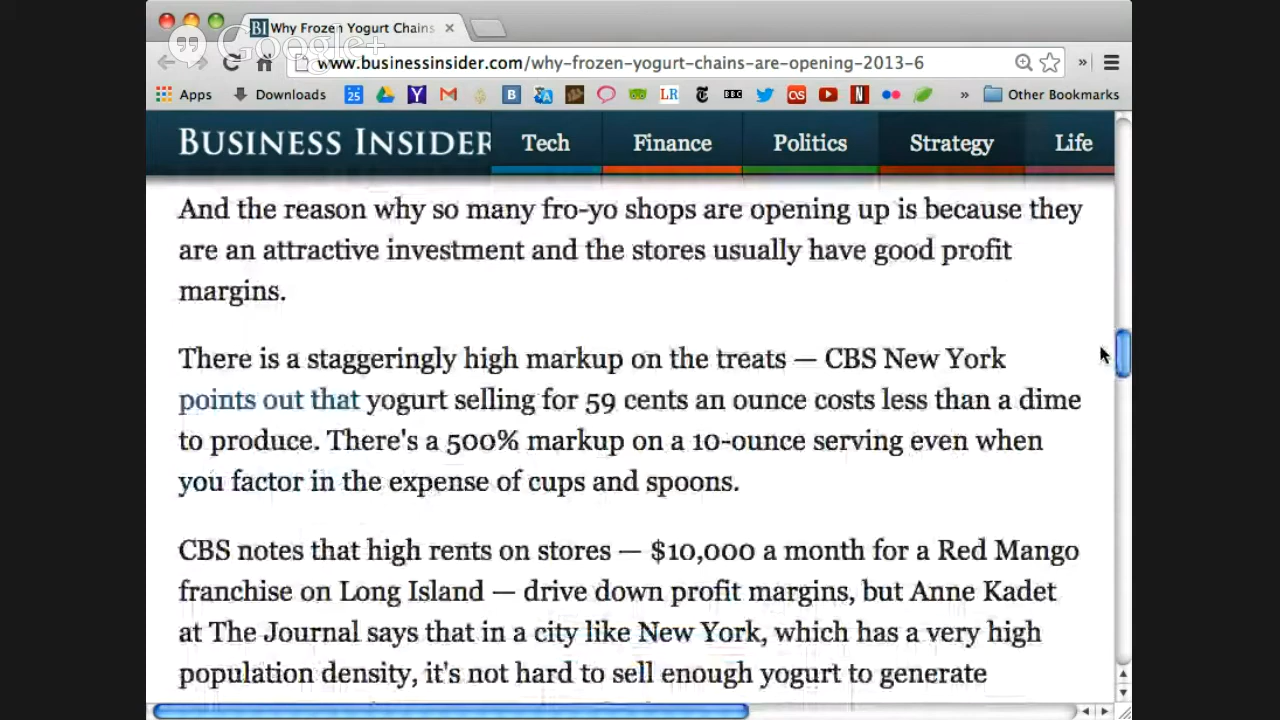 BI Why Frozen Yogurt Chains
Google+
www.businessinsider.com/why-frozen-yogurt-chains-are-opening-2013-6
Apps Downloads 25 Y B LR BBC N Other Bookmarks
BUSINESS INSIDER Tech Finance Politics Strategy Life
And the reason why so many fro-yo shops are opening up is because they
are an attractive investment and the stores usually have good profit
margins.
There is a staggeringly high markup on the treats — CBS New York
points out that yogurt selling for 59 cents an ounce costs less than a dime
to produce. There's a 500% markup on a 10-ounce serving even when
you factor in the expense of cups and spoons.
CBS notes that high rents on stores — $10,000 a month for a Red Mango
franchise on Long Island — drive down profit margins, but Anne Kadet
at The Journal says that in a city like New York, which has a very high
population density, it's not hard to sell enough yogurt to generate